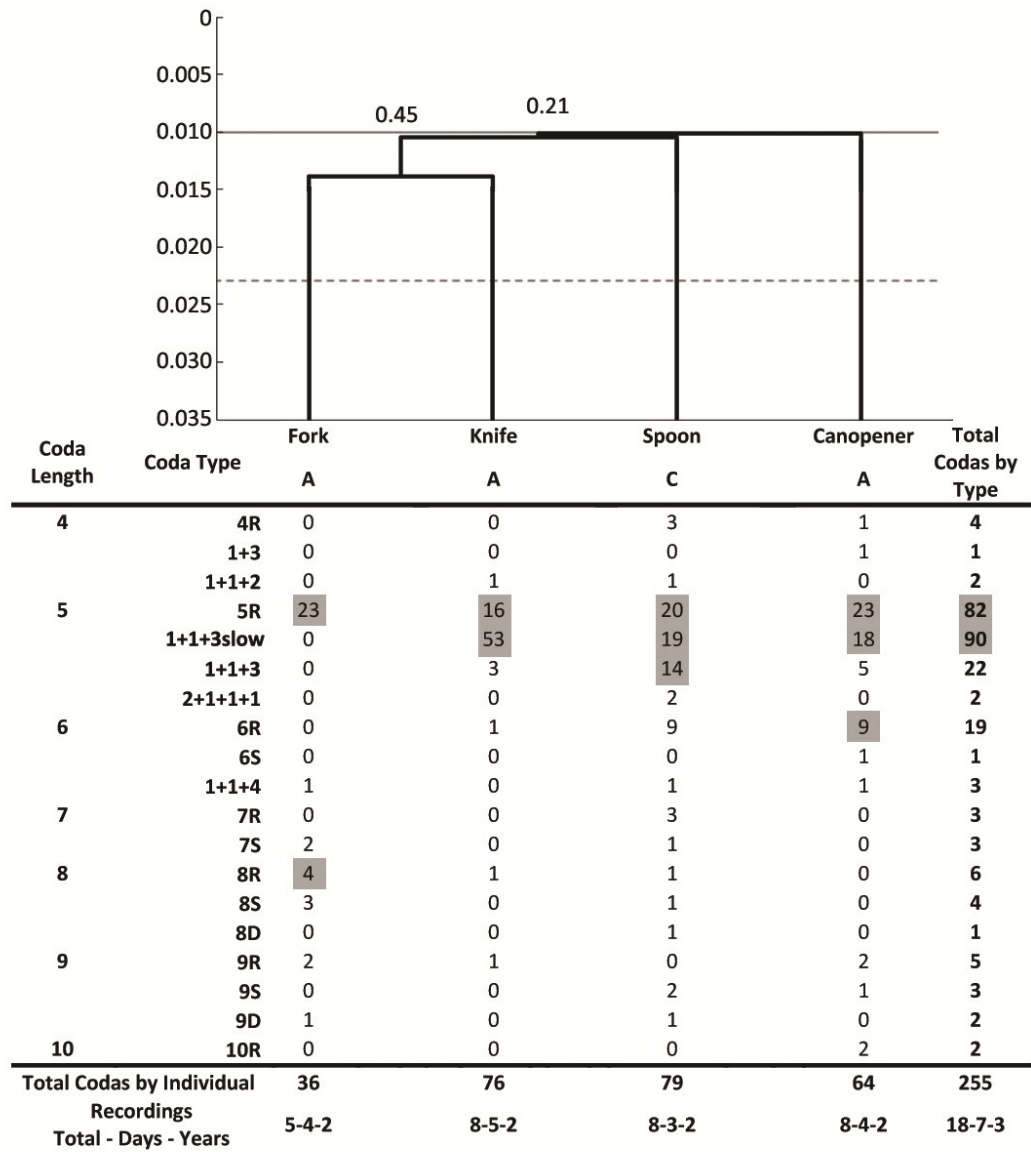 0
0.005
0.45 0.21
0.010
0.015
0.020
0.025
0.030
0.035
Fork Knife Spoon Canopener Total
Coda Length Coda Type A A C A Codas by Type
4 4R 0 0 3 1 4
1+3 0 0 0 1 1
1+1+2 0 1 1 0 2
5 5R 23 16 20 23 82
1+1+3slow 0 53 19 18 90
1+1+3 0 3 14 5 22
2+1+1+1 0 0 2 0 2
6 6R 0 1 9 9 19
6S 0 0 0 1 1
1+1+4 1 0 1 1 3
7 7R 0 0 3 0 3
7S 2 0 1 0 3
8 8R 4 1 1 0 6
8S 3 0 1 0 4
8D 0 0 1 0 1
9 9R 2 1 0 2 5
9S 0 0 2 1 3
9D 1 0 1 0 2
10 10R 0 0 0 2 2
Total Codas by Individual 36 76 79 64 255
Recordings
Total - Days - Years 5-4-2 8-5-2 8-3-2 8-4-2 18-7-3